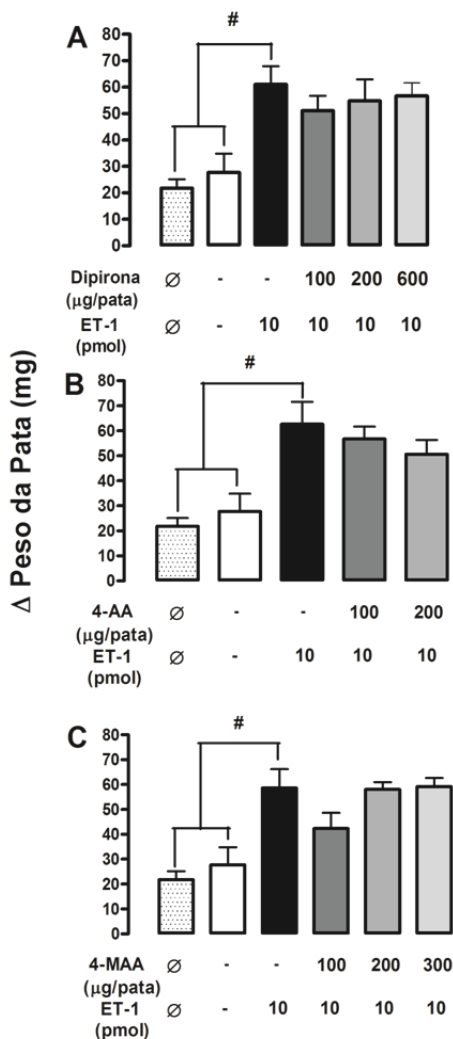 Δ Peso da Pata (mg)
A
#
80
70
60
50
40
30
20
10
0
Dipirona ∅ - - 100 200 600
(μg/pata)
ET-1 ∅ - 10 10 10 10
(pmol)
B
#
80
70
60
50
40
30
20
10
0
4-AA ∅ - - 100 200
(μg/pata)
ET-1 ∅ - 10 10 10
(pmol)
C
#
80
70
60
50
40
30
20
10
0
4-MAA ∅ - - 100 200 300
(μg/pata)
ET-1 ∅ - 10 10 10 10
(pmol)